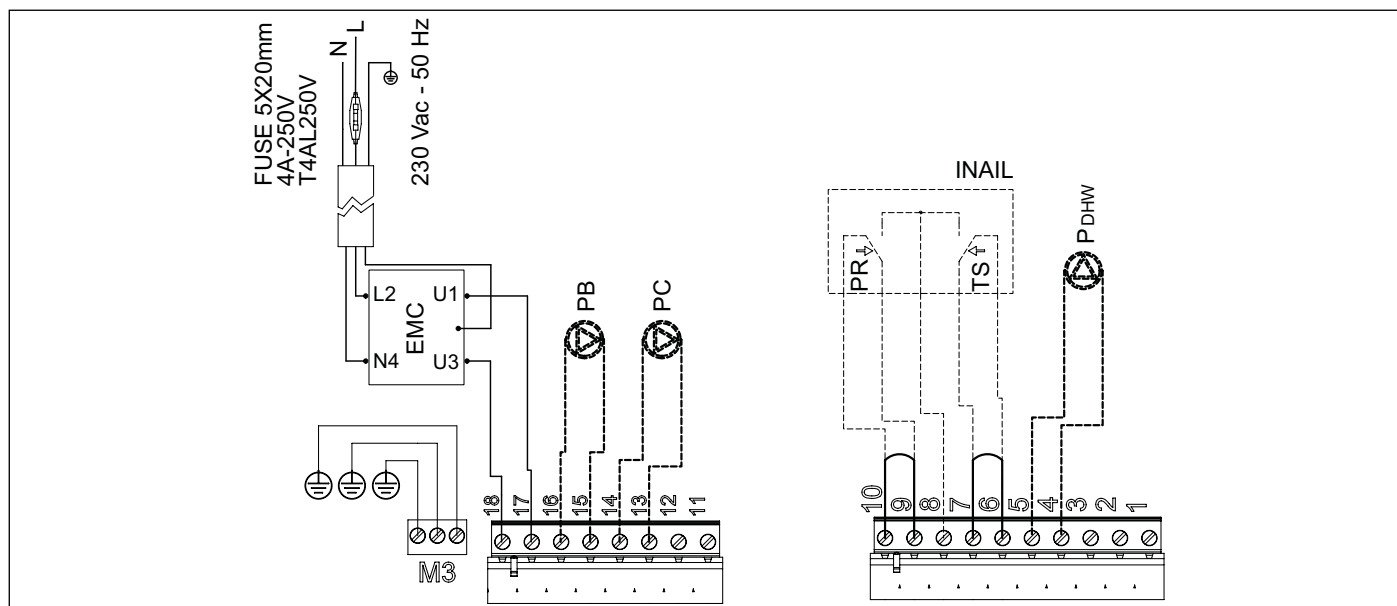 FUSE 5X20mm
4A-250V
T4AL250V
N
L
230 Vac - 50 Hz
L2
U1
EMC
N4
U3
PB
PC
INAIL
PR
TS
PDHW
18
17
16
15
14
13
12
11
M3
10
9
8
7
6
5
4
3
2
1